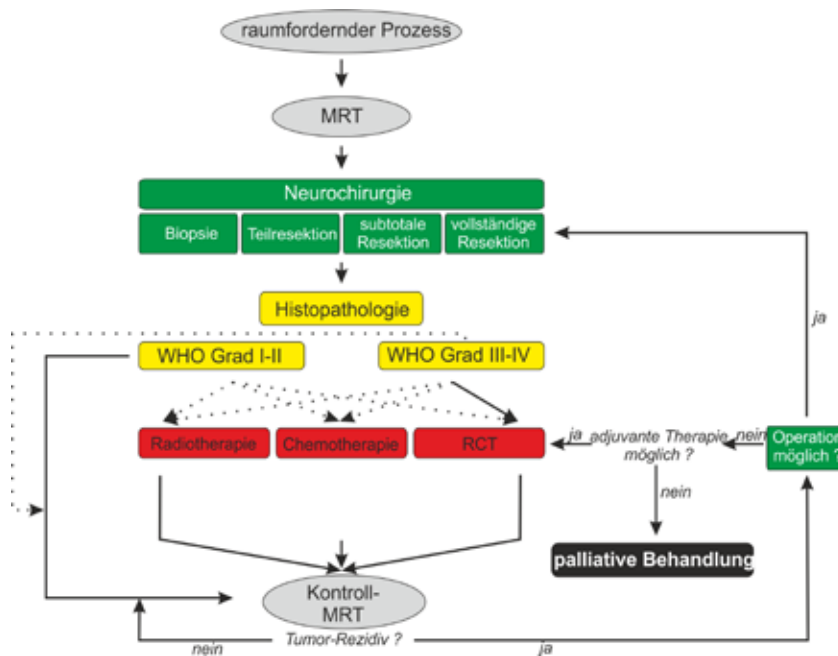 raumfordernder Prozess
MRT
Neurochirurgie
Biopsie
Teilresektion
subtotale
Resektion
vollständige
Resektion
Histopathologie
WHO Grad I-II
WHO Grad III-IV
ja
Radiotherapie
Chemotherapie
RCT
ja
adjuvante Therapie
möglich ?
nein
Operation
möglich ?
nein
palliative Behandlung
Kontroll-
MRT
nein
Tumor-Rezidiv ?
ja